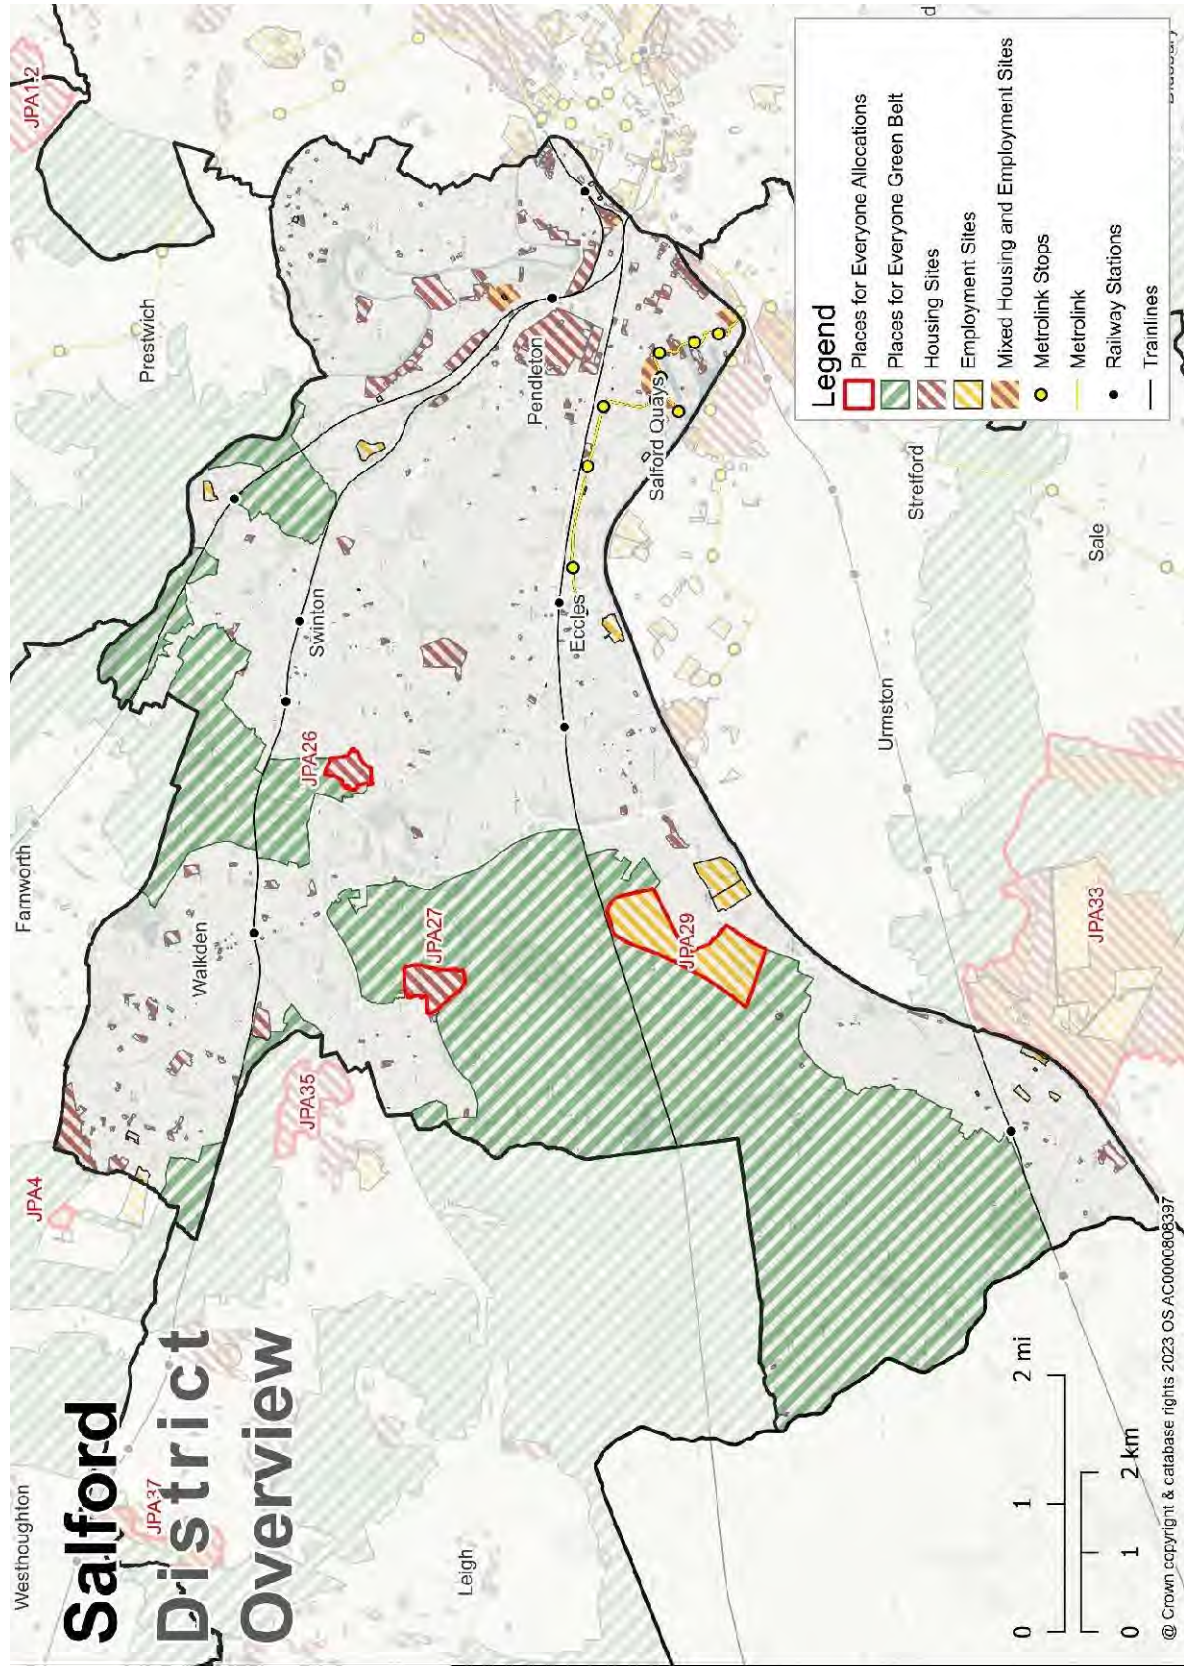 Salford
District
Overview
Westhoughton
JPA37
Leigh
JPA4
JPA35
Farnworth
Walkden
JPA27
JPA26
JPA29
Swinton
Eccles
Prestwich
JPA1.2
Pendleton
Salford Quays
Urmston
Stretford
Sale
JPA33
Legend
Places for Everyone Allocations
Places for Everyone Green Belt
Housing Sites
Employment Sites
Mixed Housing and Employment Sites
Metrolink Stops
Metrolink
Railway Stations
Trainlines
0 1 2 mi
0 1 2 km
@ Crown copyright & catabase rights 2023 OS AC0000808397